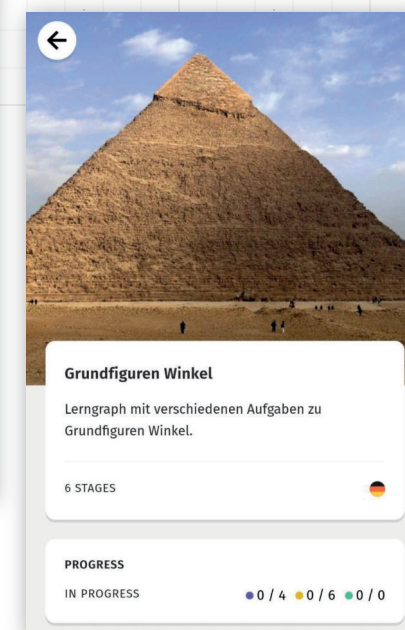 Grundfiguren Winkel
Lerngraph mit verschiedenen Aufgaben zu
Grundfiguren Winkel.
6 STAGES
PROGRESS
IN PROGRESS 0 / 4 0 / 6 0 / 0